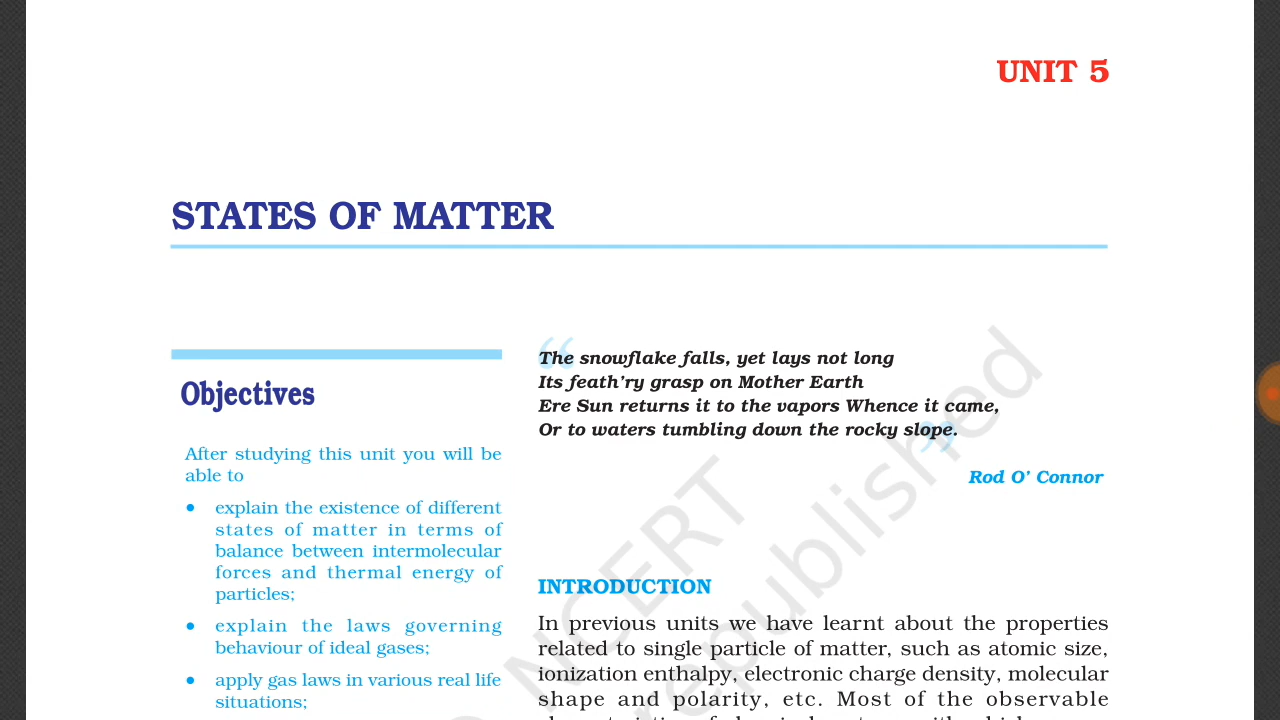 UNIT 5
STATES OF MATTER
Objectives
After studying this unit you will be
able to
• explain the existence of different
states of matter in terms of
balance between intermolecular
forces and thermal energy of
particles;
• explain the laws governing
behaviour of ideal gases;
• apply gas laws in various real life
situations;
“
The snowflake falls, yet lays not long
Its feath’ry grasp on Mother Earth
Ere Sun returns it to the vapors Whence it came,
Or to waters tumbling down the rocky slope.
”
Rod O’ Connor
INTRODUCTION
In previous units we have learnt about the properties
related to single particle of matter, such as atomic size,
ionization enthalpy, electronic charge density, molecular
shape and polarity, etc. Most of the observable
NCERT
republished